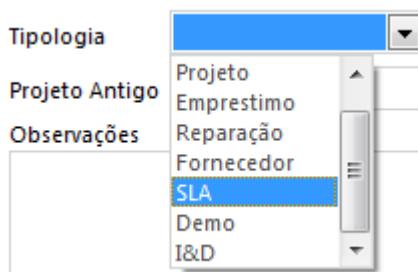 Tipologia
Projeto
Projeto Antigo
Emprestimo
Observações
Reparação
Fornecedor
SLA
Demo
I&D